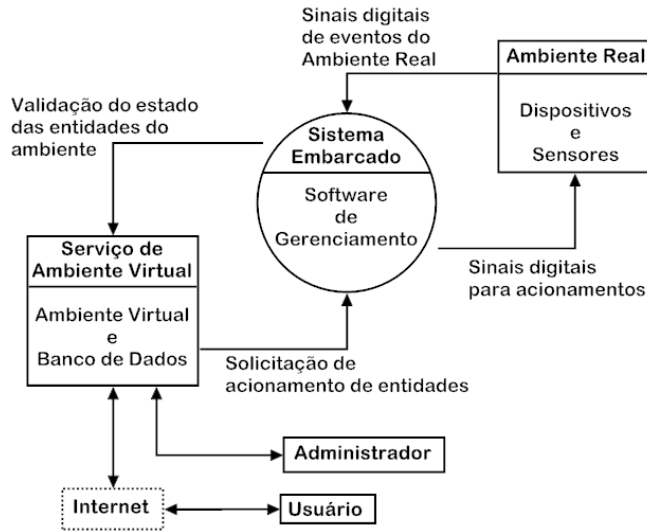 Sinais digitais
de eventos do
Ambiente Real
Ambiente Real
Dispositivos
e
Sensores
Validação do estado
das entidades do
ambiente
Sistema
Embarcado
Software
de
Gerenciamento
Sinais digitais
para acionamentos
Serviço de
Ambiente Virtual
Ambiente Virtual
e
Banco de Dados
Solicitação de
acionamento de entidades
Administrador
Internet
Usuário